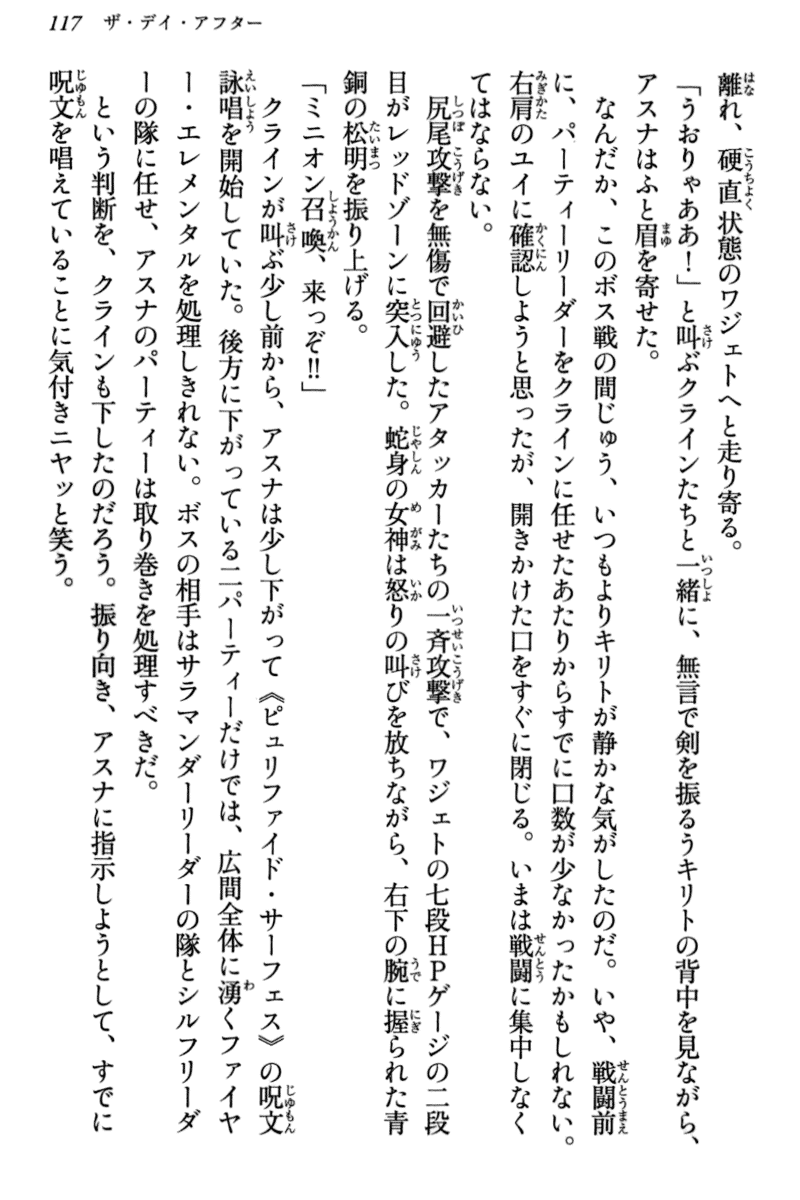 117　ザ・デイ・アフター
離れ、硬直状態のワジェトへと走り寄る。
「うおりゃああ！」と叫ぶクラインたちと一緒に、無言で剣を振るうキリトの背中を見ながら、
アスナはふと眉を寄せた。
なんだか、このボス戦の間じゅう、いつもよりキリトが静かな気がしたのだ。いや、戦闘前
に、パーティーリーダーをクラインに任せたあたりからすでに口数が少なかったかもしれない。
右肩のユイに確認しようと思ったが、開きかけた口をすぐに閉じる。いまは戦闘に集中しなく
てはならない。
尻尾攻撃を無傷で回避したアタッカーたちの一斉攻撃で、ワジェトの七段ＨＰゲージの二段
目がレッドゾーンに突入した。蛇身の女神は怒りの叫びを放ちながら、右下の腕に握られた青
銅の松明を振り上げる。
「ミニオン召喚、来っぞ!!」
クラインが叫ぶ少し前から、アスナは少し下がって《ピュリファイド・サーフェス》の呪文
詠唱を開始していた。後方に下がっている二パーティーだけでは、広間全体に湧くファイヤ
ー・エレメンタルを処理しきれない。ボスの相手はサラマンダーリーダーの隊とシルフリーダ
ーの隊に任せ、アスナのパーティーは取り巻きを処理すべきだ。
という判断を、クラインも下したのだろう。振り向き、アスナに指示しようとして、すでに
呪文を唱えていることに気付きニヤッと笑う。